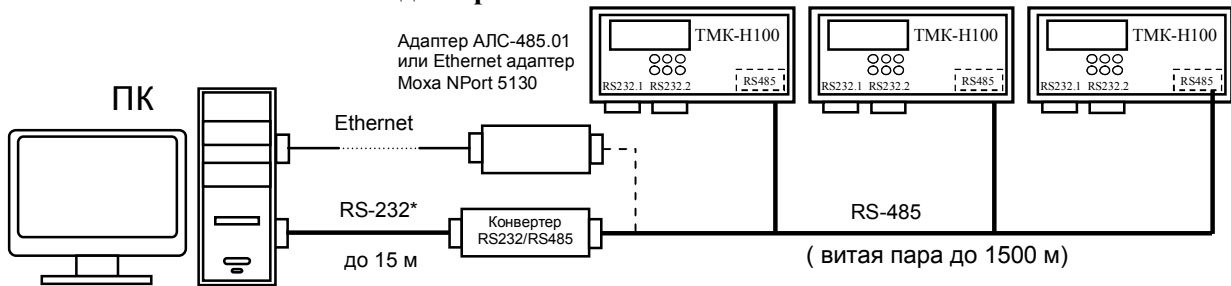 Адаптер АЛС-485.01
или Ethernet адаптер
Moxa NPort 5130
ТМК-Н100
RS232.1 RS232.2
RS485
ТМК-Н100
RS232.1 RS232.2
RS485
ТМК-Н100
RS232.1 RS232.2
RS485
ПК
Ethernet
RS-232*
до 15 м
Конвертер
RS232/RS485
RS-485
( витая пара до 1500 м)